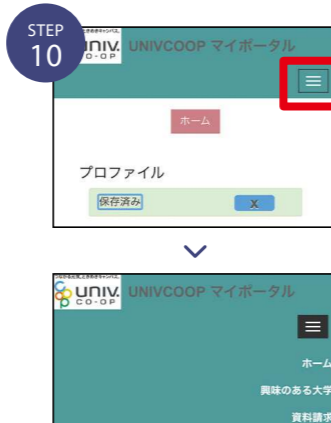 STEP
10
UNIV.
CO-OP
UNIVCOOP マイポータル
ホーム
プロファイル
保存済み
X
UNIV.
CO-OP
UNIVCOOP マイポータル
ホーム
興味のある大学
資料請求